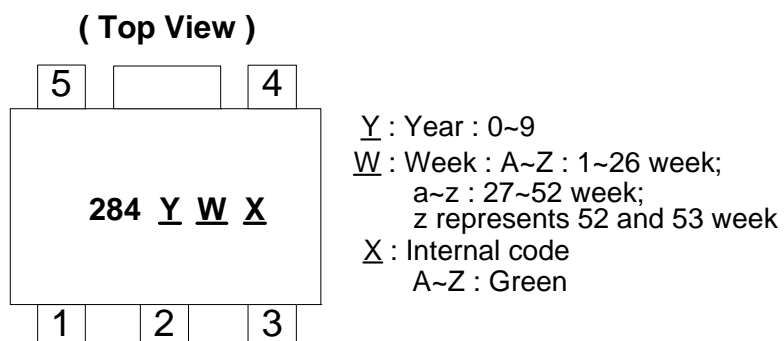 ( Top View )
5 4
284 Y W X
1 2 3
Y : Year : 0~9
W : Week : A~Z : 1~26 week;
a~z : 27~52 week;
z represents 52 and 53 week
X : Internal code
A~Z : Green